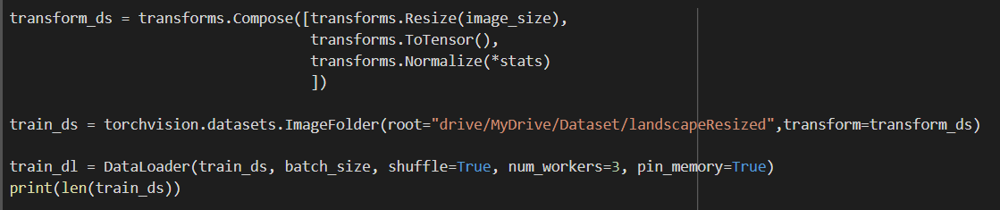 transform_ds = transforms.Compose([transforms.Resize(image_size),
transforms.ToTensor(),
transforms.Normalize(*stats)
])
train_ds = torchvision.datasets.ImageFolder(root="drive/MyDrive/Dataset/landscapeResized",transform=transform_ds)
train_dl = DataLoader(train_ds, batch_size, shuffle=True, num_workers=3, pin_memory=True)
print(len(train_ds))